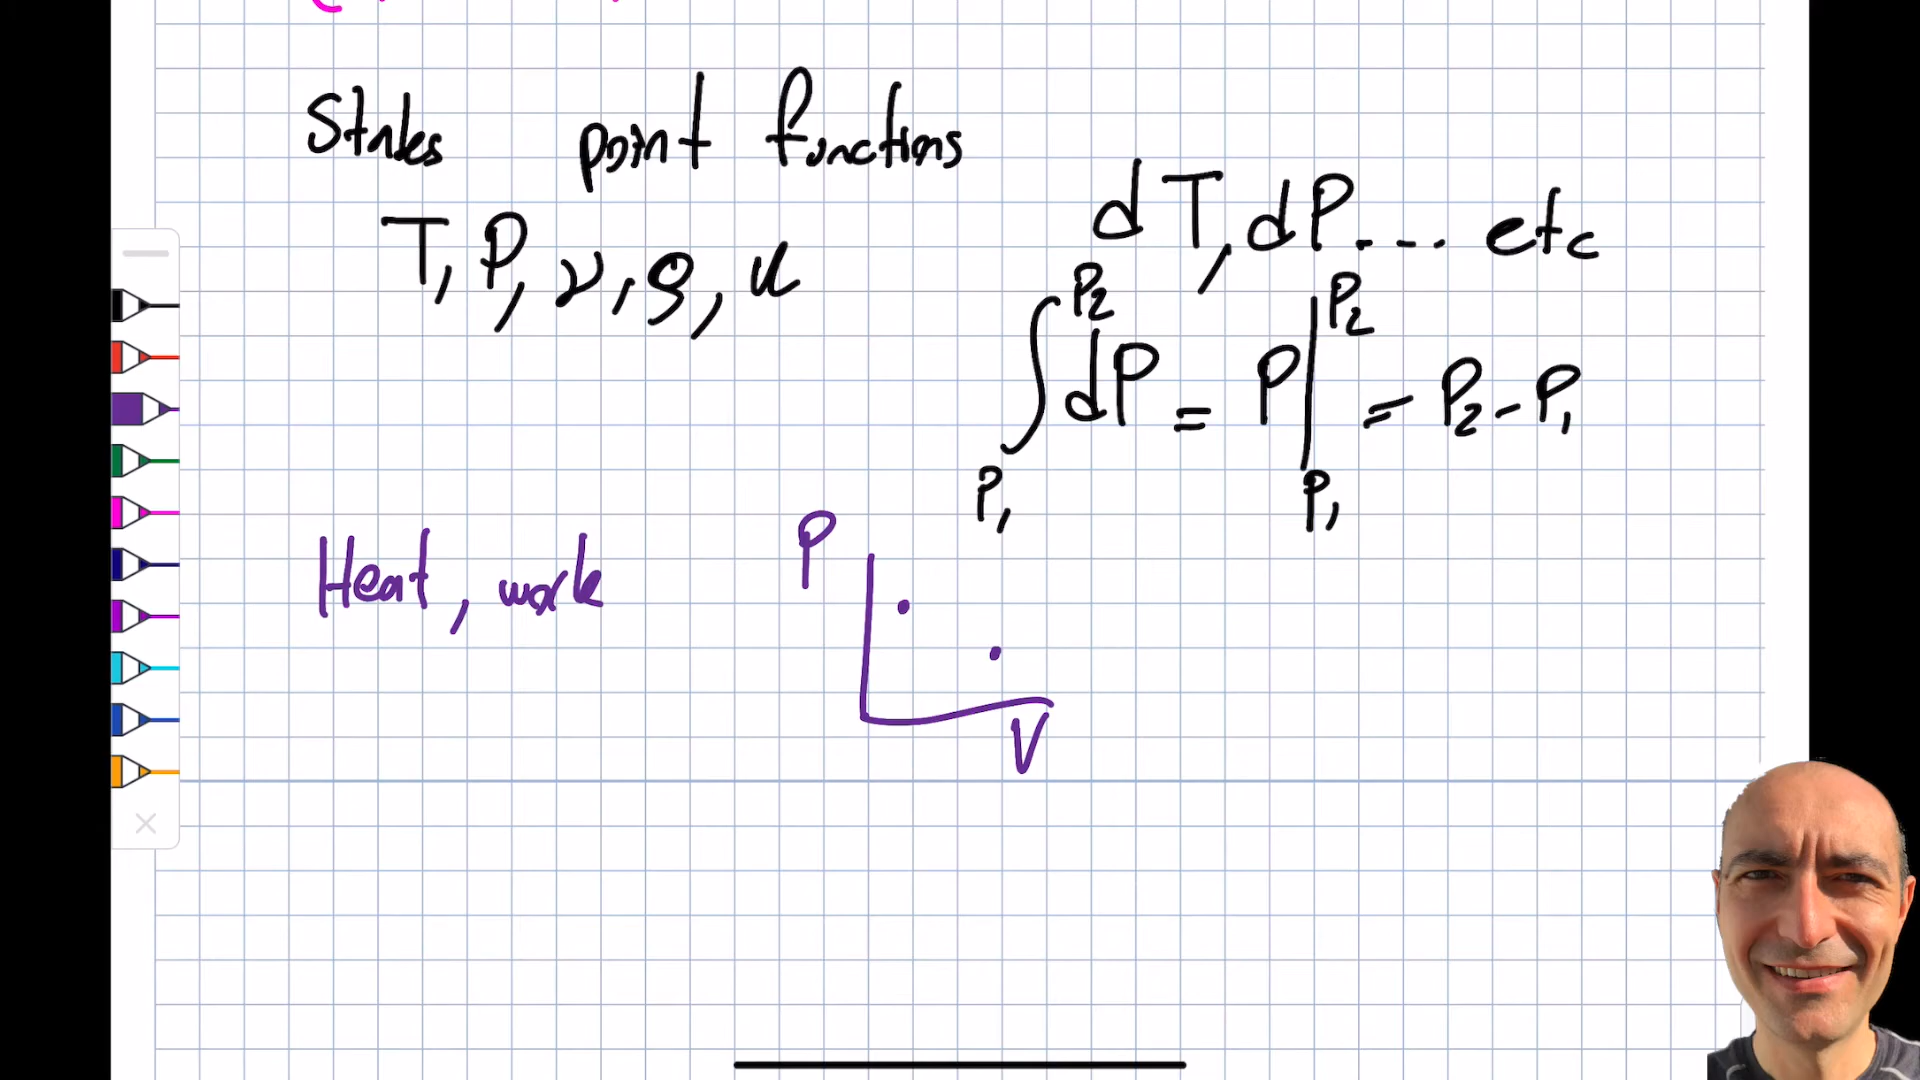 States point functions
T, P, ν, ρ, u
dT, dP.... etc
∫_{P1}^{P2} dP = P|_{P1}^{P2} = P2 - P1
Heat, work
P
V